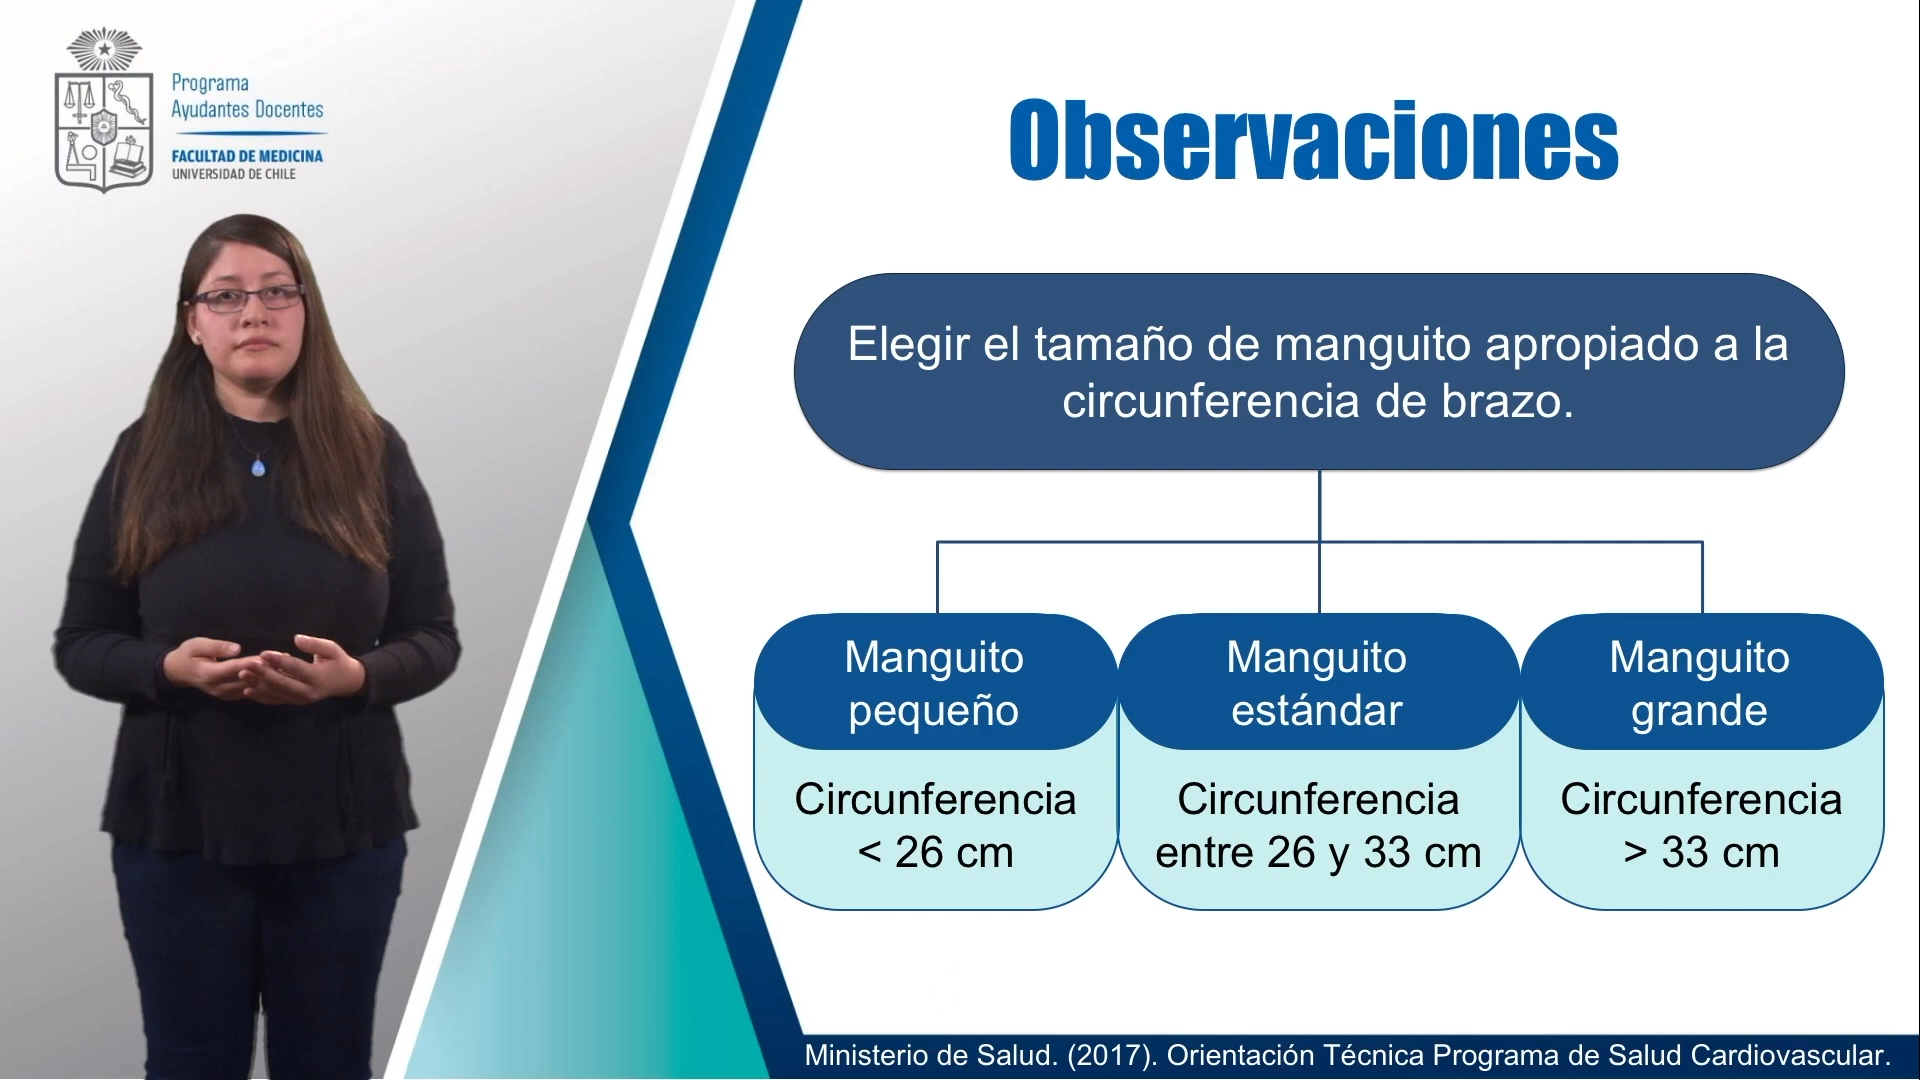 Programa
Ayudantes Docentes
FACULTAD DE MEDICINA
UNIVERSIDAD DE CHILE
Observaciones
Elegir el tamaño de manguito apropiado a la
circunferencia de brazo.
Manguito
pequeño
Circunferencia
< 26 cm
Manguito
estándar
Circunferencia
entre 26 y 33 cm
Manguito
grande
Circunferencia
> 33 cm
Ministerio de Salud. (2017). Orientación Técnica Programa de Salud Cardiovascular.